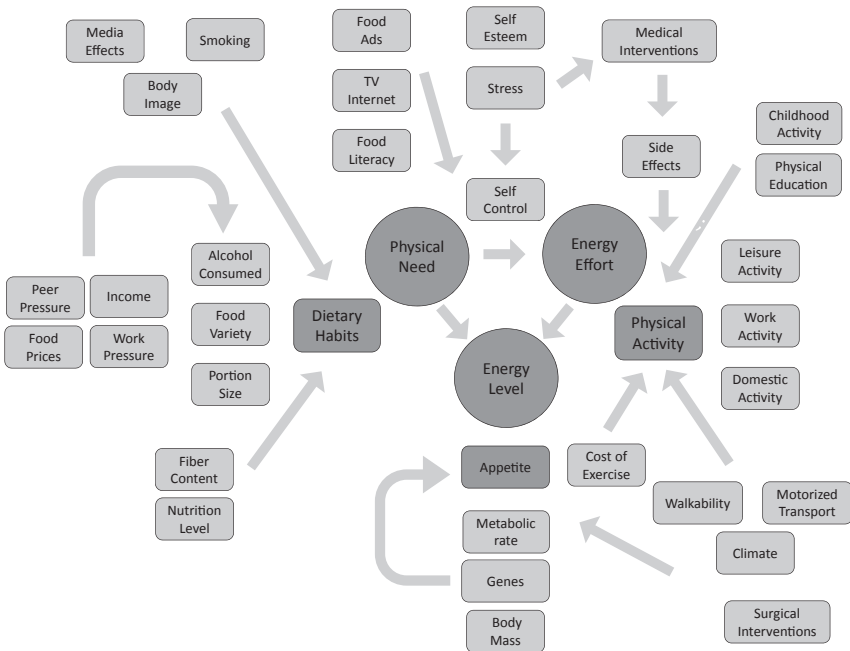 Media
Effects
Smoking
Body
Image
Food
Ads
TV
Internet
Food
Literacy
Self
Esteem
Stress
Self
Control
Medical
Interventions
Side
Effects
Childhood
Activity
Physical
Education
Physical
Need
Energy
Effort
Energy
Level
Alcohol
Consumed
Food
Variety
Portion
Size
Peer
Pressure
Income
Food
Prices
Work
Pressure
Dietary
Habits
Physical
Activity
Leisure
Activity
Work
Activity
Domestic
Activity
Fiber
Content
Nutrition
Level
Appetite
Cost of
Exercise
Metabolic
rate
Genes
Body
Mass
Walkability
Motorized
Transport
Climate
Surgical
Interventions